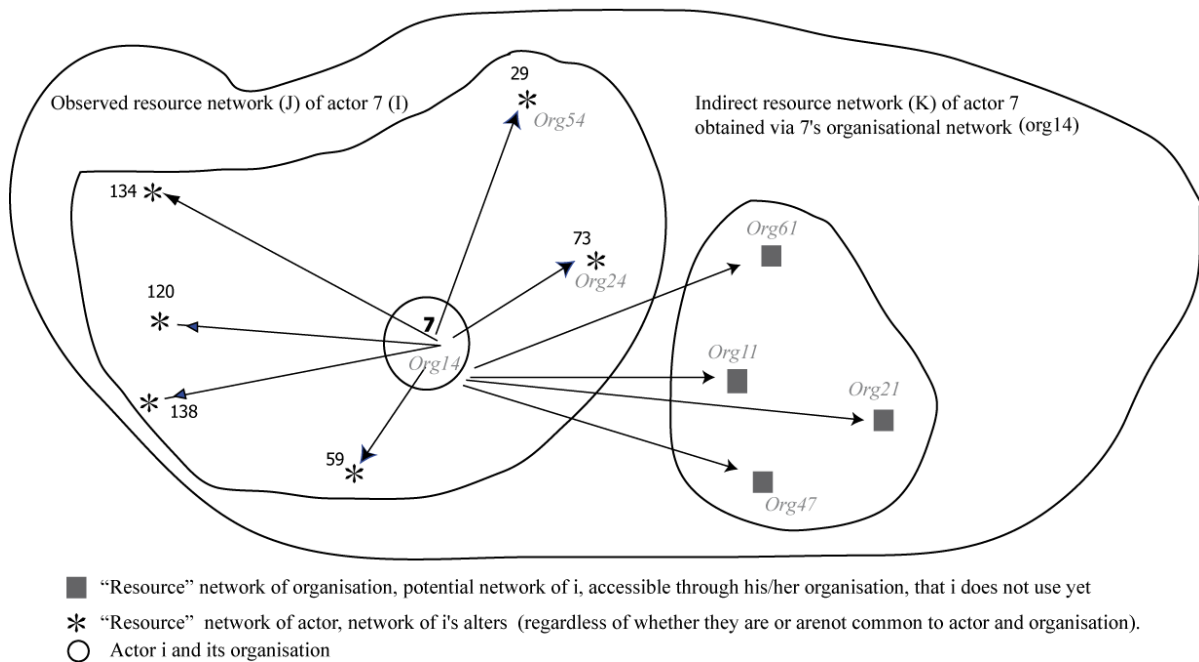 29
Observed resource network (J) of actor 7 (I)
Org54
Indirect resource network (K) of actor 7
obtained via 7's organisational network (org14)
134
73
Org24
Org61
120
7
Org14
Org11
138
Org21
59
Org47
“Resource” network of organisation, potential network of i, accessible through his/her organisation, that i does not use yet
“Resource” network of actor, network of i's alters (regardless of whether they are or arenot common to actor and organisation).
Actor i and its organisation